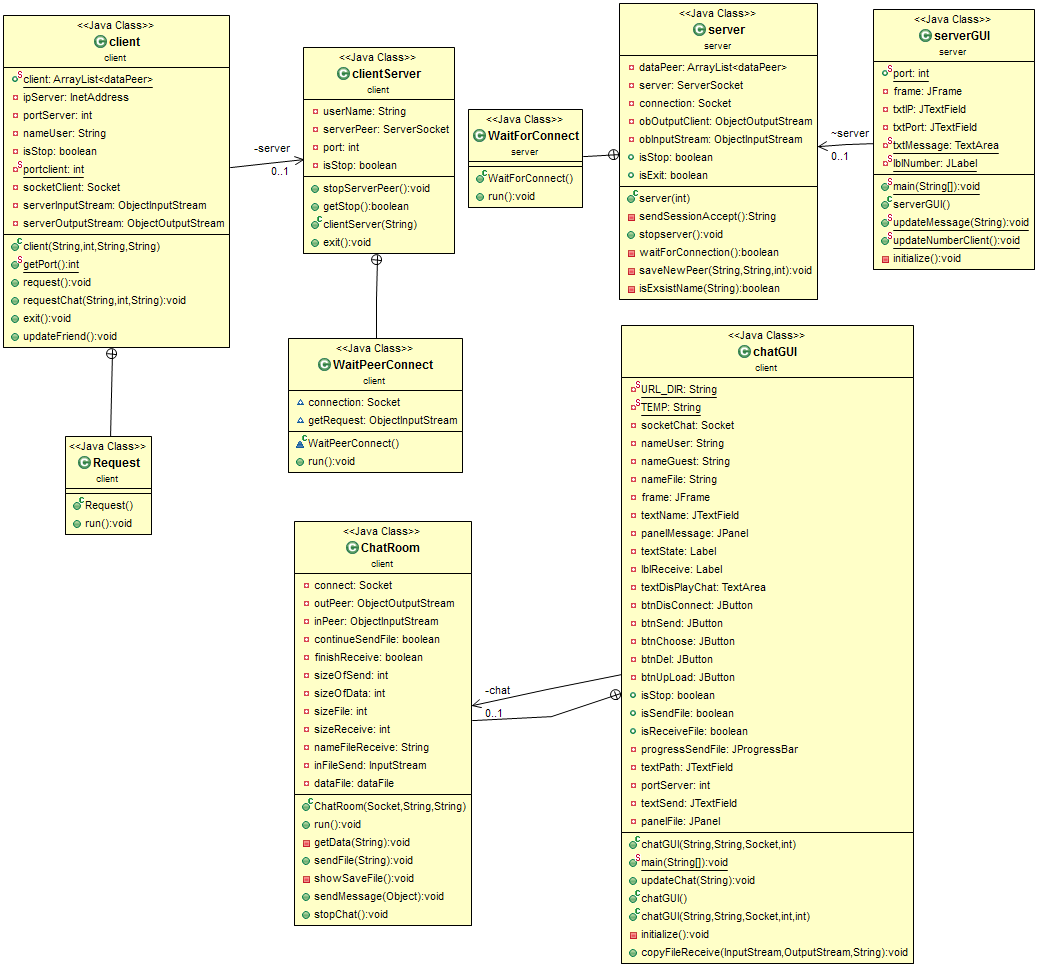 <<Java Class>>
client
client
client: ArrayList<dataPeer>
ipServer: InetAddress
portServer: int
nameUser: String
isStop: boolean
portclient: int
socketClient: Socket
serverInputStream: ObjectInputStream
serverOutputStream: ObjectOutputStream
client(String,int,String,String)
getPort():int
request():void
requestChat(String,int,String):void
exit():void
updateFriend():void
-server
0..1
<<Java Class>>
clientServer
client
userName: String
serverPeer: ServerSocket
port: int
isStop: boolean
stopServerPeer():void
getStop():boolean
clientServer(String)
exit():void
<<Java Class>>
WaitForConnect
server
WaitForConnect()
run():void
<<Java Class>>
server
server
dataPeer: ArrayList<dataPeer>
server: ServerSocket
connection: Socket
obOutputClient: ObjectOutputStream
obInputStream: ObjectInputStream
isStop: boolean
isExit: boolean
server(int)
sendSessionAccept():String
stopserver():void
waitForConnection():boolean
saveNewPeer(String,String,int):void
isExsistName(String):boolean
~server
0..1
<<Java Class>>
serverGUI
server
port: int
frame: JFrame
txtIP: JTextField
txtPort: JTextField
txtMessage: TextArea
lblNumber: JLabel
main(String[]):void
serverGUI()
updateMessage(String):void
updateNumberClient():void
initialize():void
<<Java Class>>
WaitPeerConnect
client
connection: Socket
getRequest: ObjectInputStream
WaitPeerConnect()
run():void
<<Java Class>>
Request
client
Request()
run():void
<<Java Class>>
ChatRoom
client
connect: Socket
outPeer: ObjectOutputStream
inPeer: ObjectInputStream
continueSendFile: boolean
finishReceive: boolean
sizeOfSend: int
sizeOfData: int
sizeFile: int
sizeReceive: int
nameFileReceive: String
inFileSend: InputStream
dataFile: dataFile
ChatRoom(Socket,String,String)
run():void
getData(String):void
sendFile(String):void
showSaveFile():void
sendMessage(Object):void
stopChat():void
-chat
0..1
<<Java Class>>
chatGUI
client
URL_DIR: String
TEMP: String
socketChat: Socket
nameUser: String
nameGuest: String
nameFile: String
frame: JFrame
textName: JTextField
panelMessage: JPanel
textState: Label
lblReceive: Label
textDisPlayChat: TextArea
btnDisConnect: JButton
btnSend: JButton
btnChoose: JButton
btnDel: JButton
btnUpLoad: JButton
isStop: boolean
isSendFile: boolean
isReceiveFile: boolean
progressSendFile: JProgressBar
textPath: JTextField
portServer: int
textSend: JTextField
panelFile: JPanel
chatGUI(String,String,Socket,int)
main(String[]):void
updateChat(String):void
chatGUI()
chatGUI(String,String,Socket,int,int)
initialize():void
copyFileReceive(InputStream,OutputStream,String):void